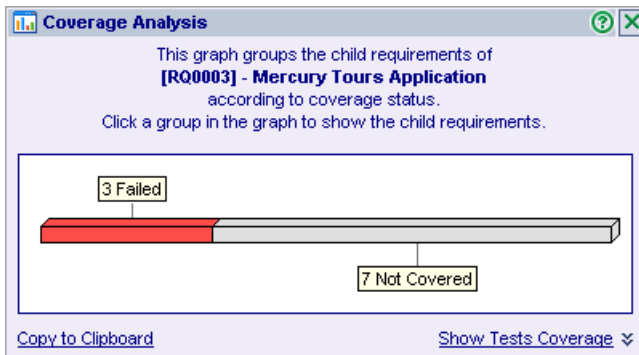 Coverage Analysis
This graph groups the child requirements of
[RQ0003] - Mercury Tours Application
according to coverage status.
Click a group in the graph to show the child requirements.
3 Failed
7 Not Covered
Copy to Clipboard
Show Tests Coverage